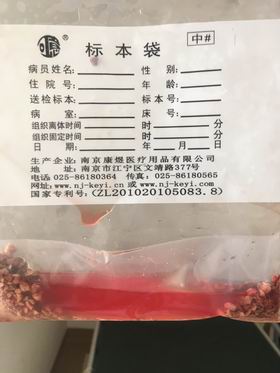 标本袋 中#
病员姓名: 性别:
住院号: 年龄:
送检标本: 标本号:
病室: 床号:
组织离体时间 时 分
组织固定时间 时 分
日期: 年 月 日
生产企业:南京康煜医疗用品有限公司
地址:南京市江宁区文靖路377号
电话:025-86180364 传真:025-86180565
网址:www.nj-keyi.cn 或 www.nj-keyi.com
国家专利号:(ZL201020105083.8)